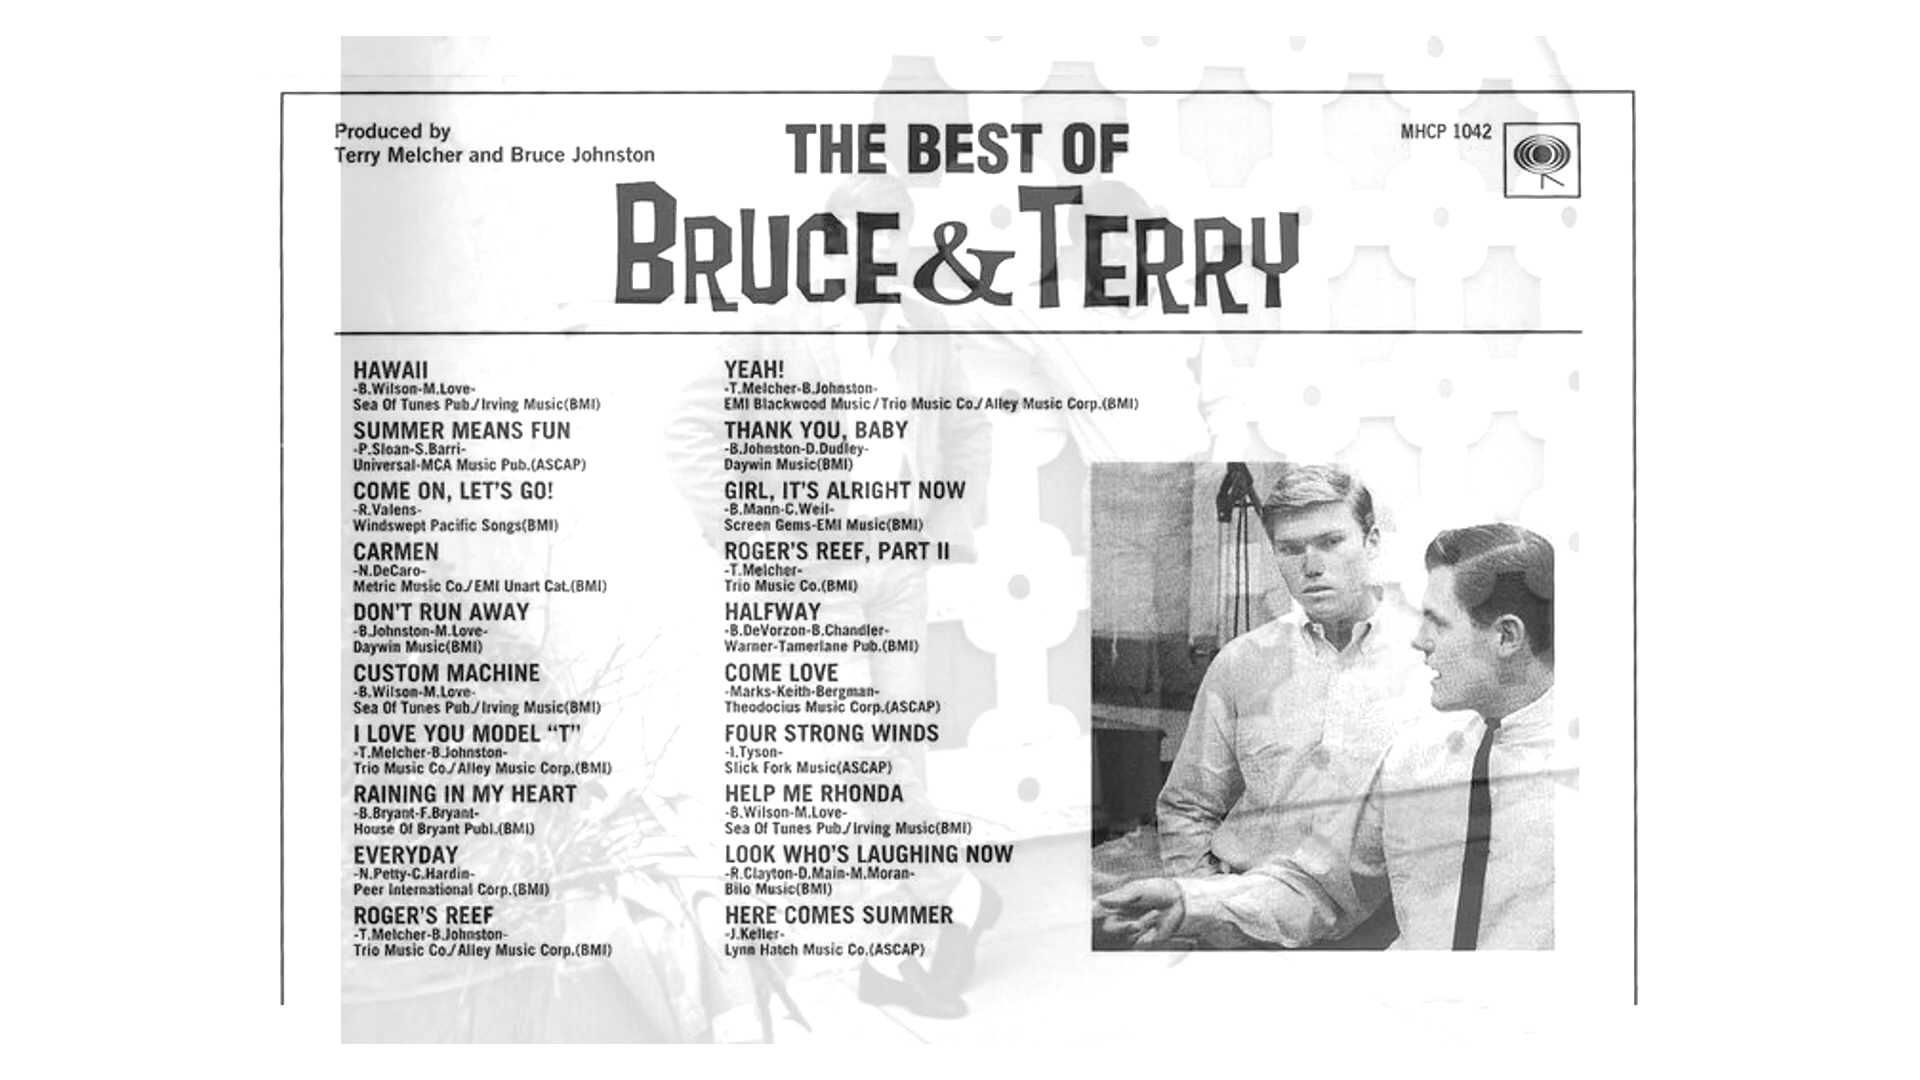 Produced by
Terry Melcher and Bruce Johnston
THE BEST OF
BRUCE & TERRY
MHCP 1042
HAWAII
-B.Wilson-M.Love-
Sea Of Tunes Pub./Irving Music(BMI)
SUMMER MEANS FUN
-P.Sloan-S.Barri-
Universal-MCA Music Pub.(ASCAP)
COME ON, LET'S GO!
-R.Valens-
Windswept Pacific Songs(BMI)
CARMEN
-N.DeCaro-
Metric Music Co./EMI Unart Cat.(BMI)
DON'T RUN AWAY
-B.Johnston-M.Love-
Daywin Music(BMI)
CUSTOM MACHINE
-B.Wilson-M.Love-
Sea Of Tunes Pub./Irving Music(BMI)
I LOVE YOU MODEL “T”
-T.Melcher-B.Johnston-
Trio Music Co./Alley Music Corp.(BMI)
RAINING IN MY HEART
-B.Bryant-F.Bryant-
House Of Bryant Publ.(BMI)
EVERYDAY
-N.Petty-C.Hardin-
Peer International Corp.(BMI)
ROGER'S REEF
-T.Melcher-B.Johnston-
Trio Music Co./Alley Music Corp.(BMI)
YEAH!
-T.Melcher-B.Johnston-
EMI Blackwood Music/Trio Music Co./Alley Music Corp.(BMI)
THANK YOU, BABY
-B.Johnston-D.Dudley-
Daywin Music(BMI)
GIRL, IT'S ALRIGHT NOW
-B.Mann-C.Weil-
Screen Gems-EMI Music(BMI)
ROGER'S REEF, PART II
-T.Melcher-
Trio Music Co.(BMI)
HALFWAY
-B.DeVorzon-B.Chandler-
Warner-Tamerlane Pub.(BMI)
COME LOVE
-Marks-Keith-Bergman-
Theodocius Music Corp.(ASCAP)
FOUR STRONG WINDS
-I.Tyson-
Slick Fork Music(ASCAP)
HELP ME RHONDA
-B.Wilson-M.Love-
Sea Of Tunes Pub./Irving Music(BMI)
LOOK WHO'S LAUGHING NOW
-R.Clayton-D.Main-M.Moran-
Bilo Music(BMI)
HERE COMES SUMMER
-J.Keller-
Lynn Hatch Music Co.(ASCAP)